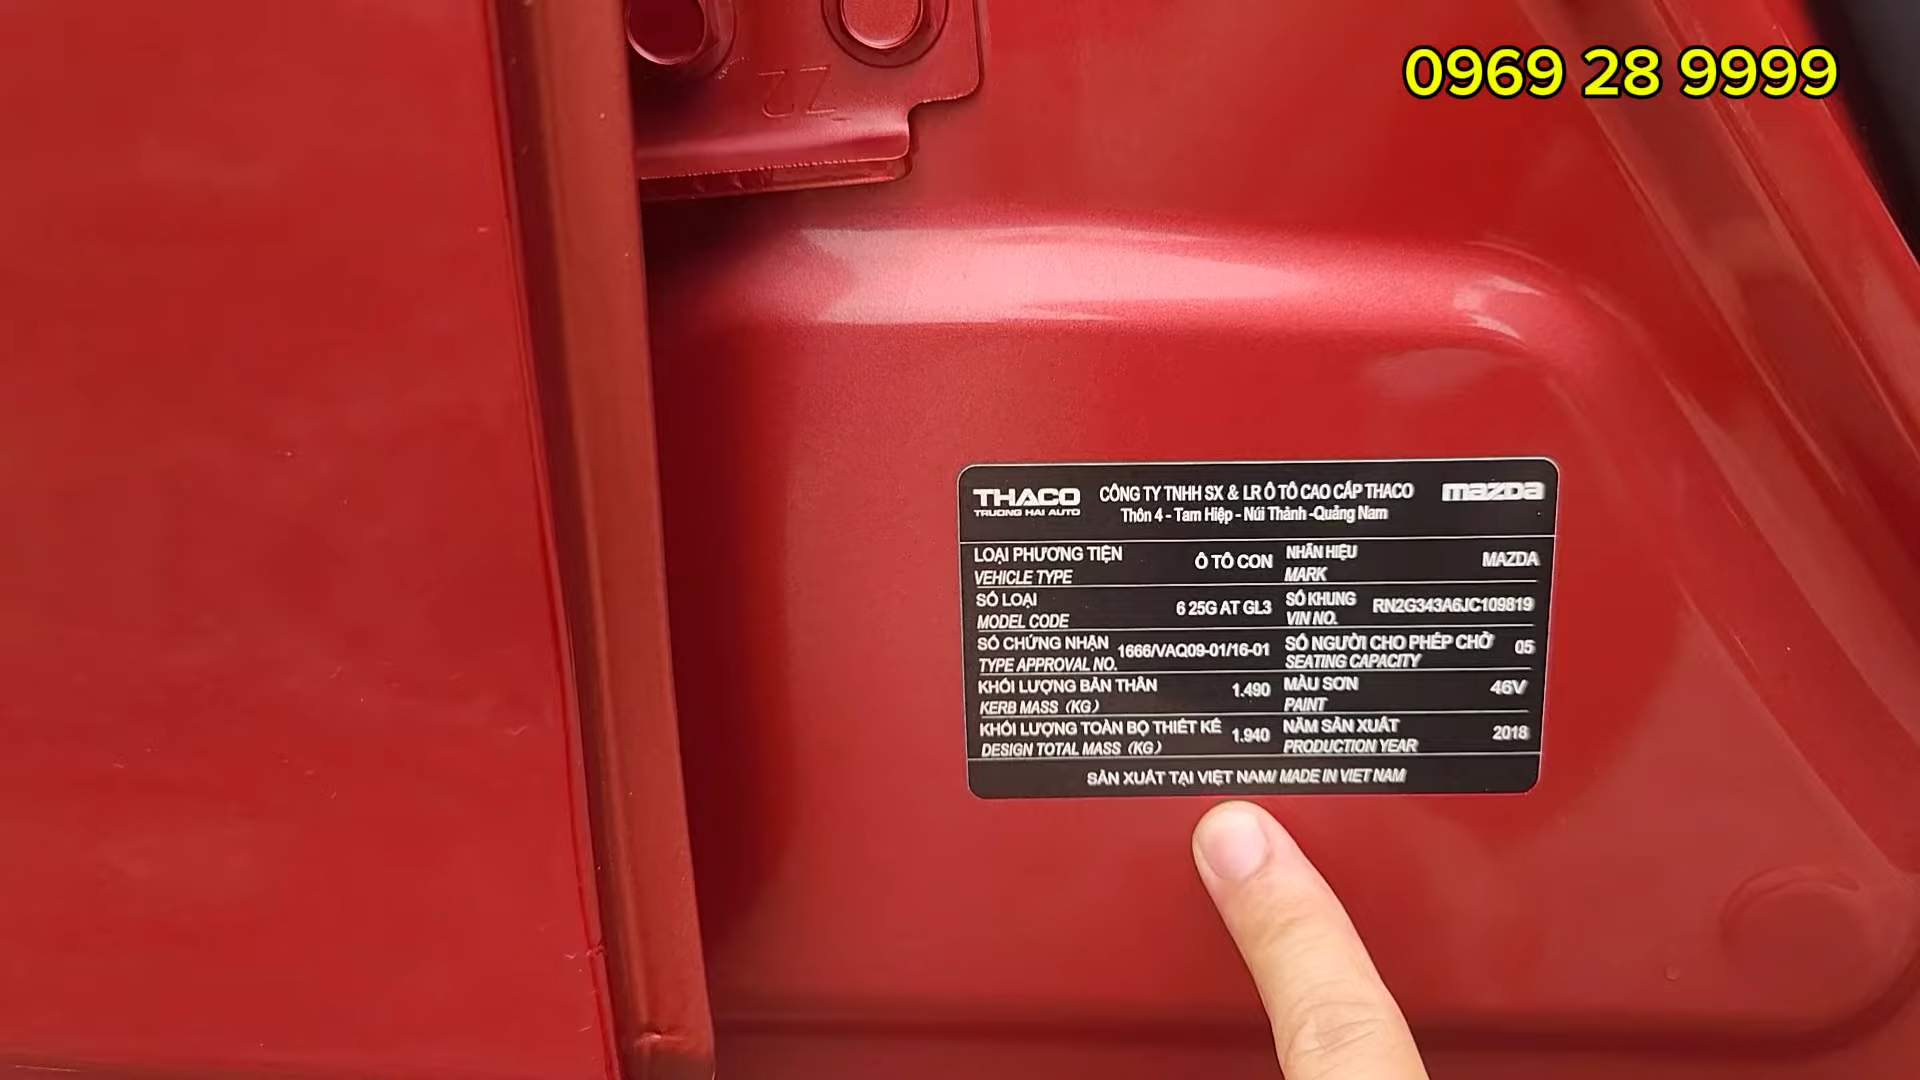 0969 28 9999
THACO
TRUONG HAI AUTO
CÔNG TY TNHH SX & LR Ô TÔ CAO CẤP THACO
Thôn 4 - Tam Hiệp - Núi Thành -Quảng Nam
mazda
LOẠI PHƯƠNG TIỆN
VEHICLE TYPE
Ô TÔ CON
NHÃN HIỆU
MARK
MAZDA
SỐ LOẠI
MODEL CODE
6 25G AT GL3
SỐ KHUNG
VIN NO.
RN2G343A6JC109819
SỐ CHỨNG NHẬN
TYPE APPROVAL NO.
1666/VAQ09-01/16-01
SỐ NGƯỜI CHO PHÉP CHỞ
SEATING CAPACITY
05
KHỐI LƯỢNG BẢN THÂN
KERB MASS (KG)
1.490
MÀU SƠN
PAINT
46V
KHỐI LƯỢNG TOÀN BỘ THIẾT KẾ
DESIGN TOTAL MASS (KG)
1.940
NĂM SẢN XUẤT
PRODUCTION YEAR
2018
SẢN XUẤT TẠI VIỆT NAM/ MADE IN VIET NAM